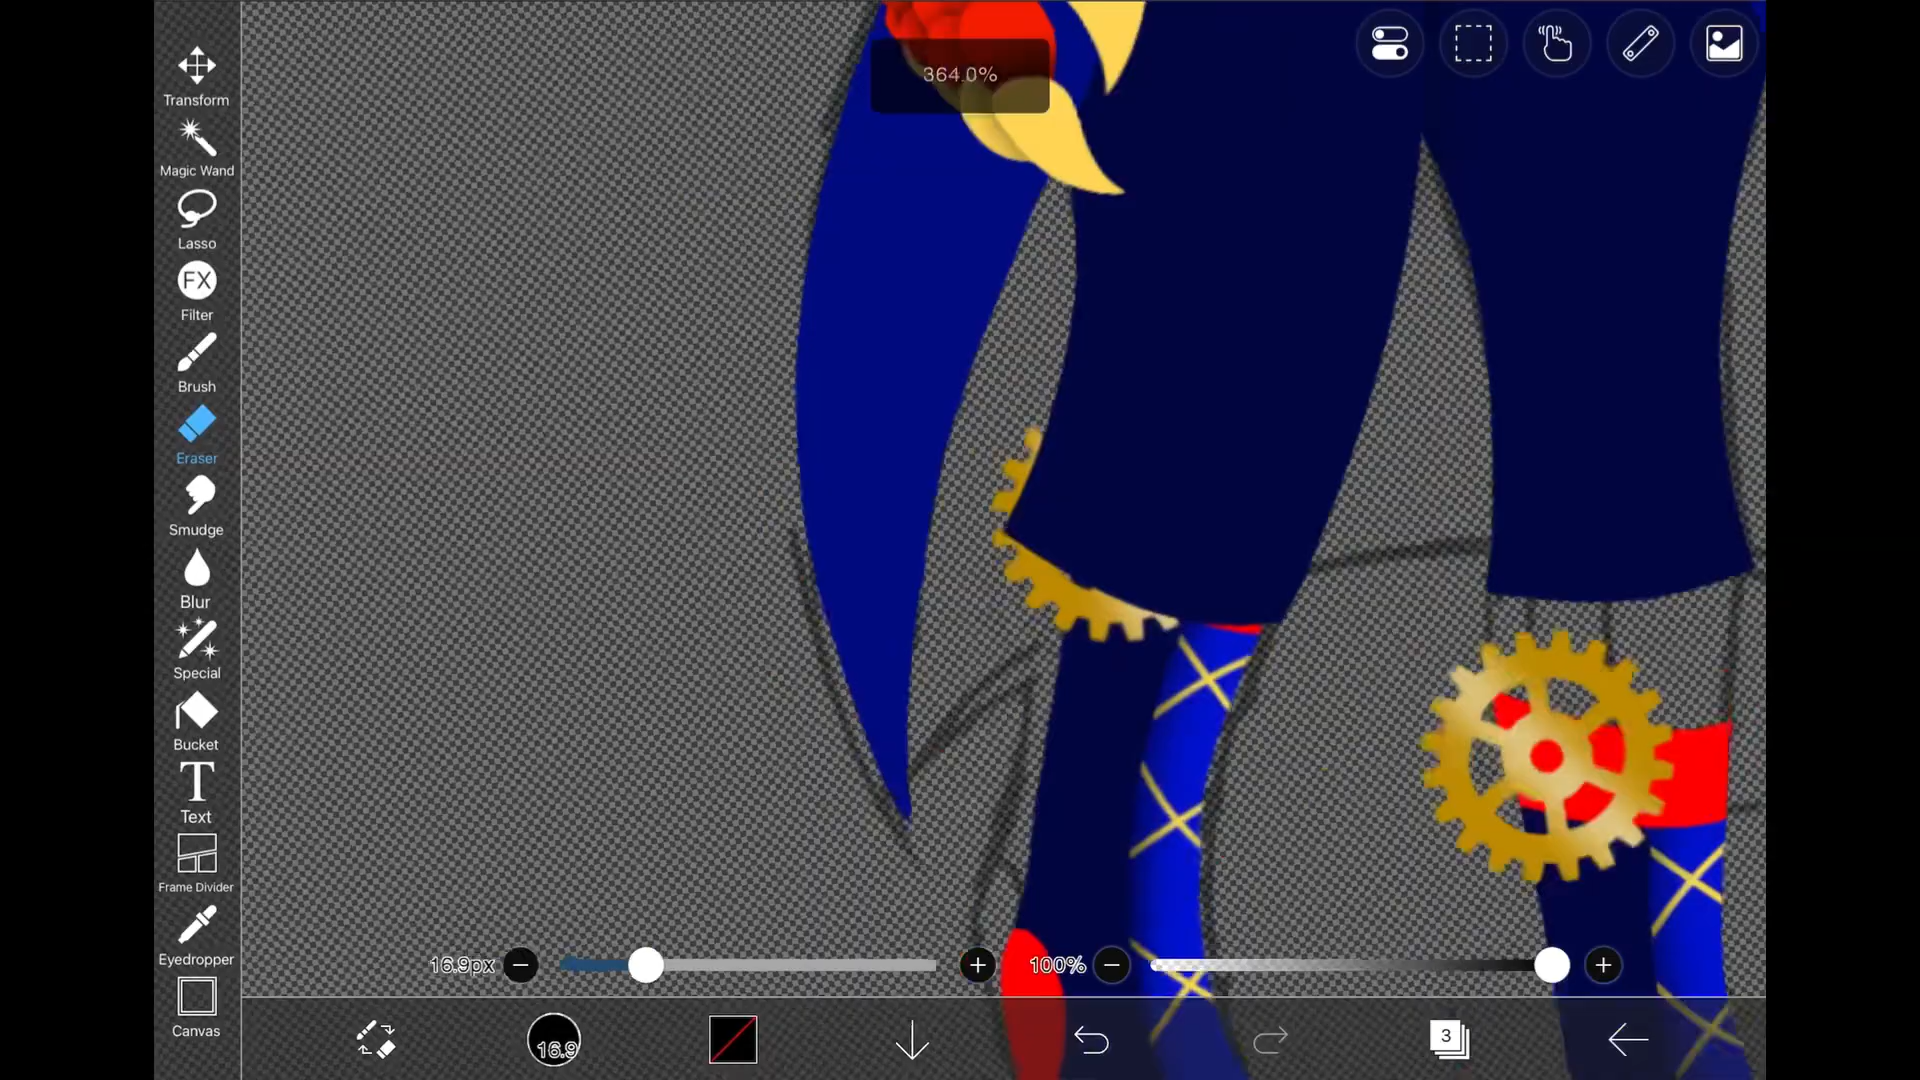 364.0%
Transform
Magic Wand
Lasso
FX
Filter
Brush
Eraser
Smudge
Blur
Special
Bucket
T
Text
Frame Divider
Eyedropper
Canvas
16.9px
100%
16.9
3